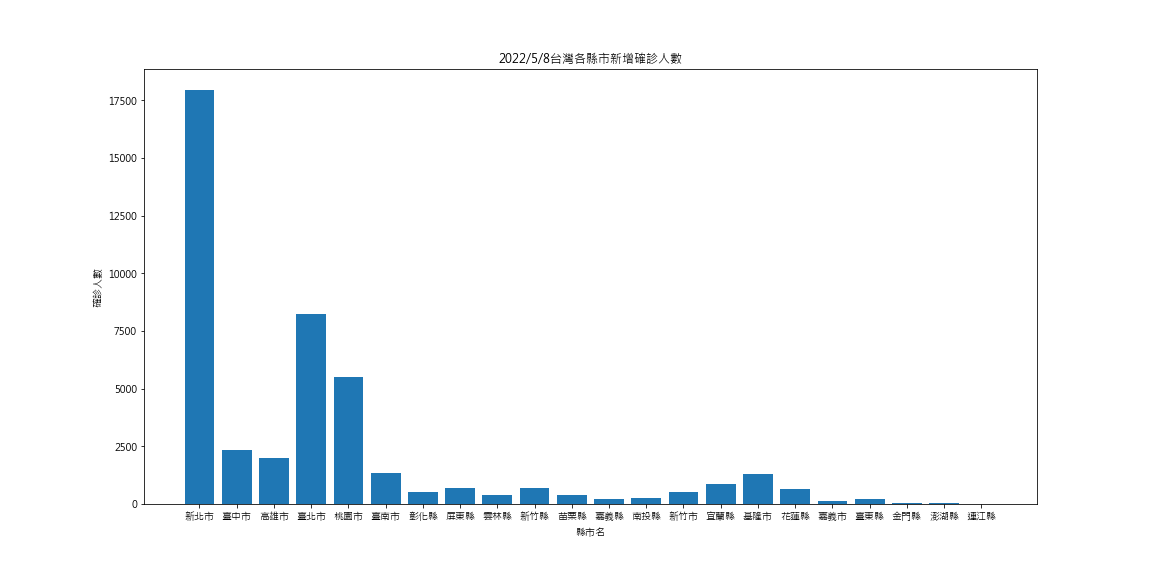 2022/5/8台灣各縣市新增確診人數
確診人數
17500
15000
12500
10000
7500
5000
2500
0
新北市 臺中市 高雄市 臺北市 桃園市 臺南市 彰化縣 屏東縣 雲林縣 新竹縣 苗栗縣 嘉義縣 南投縣 新竹市 宜蘭縣 基隆市 花蓮縣 嘉義市 臺東縣 金門縣 澎湖縣 連江縣
縣市名